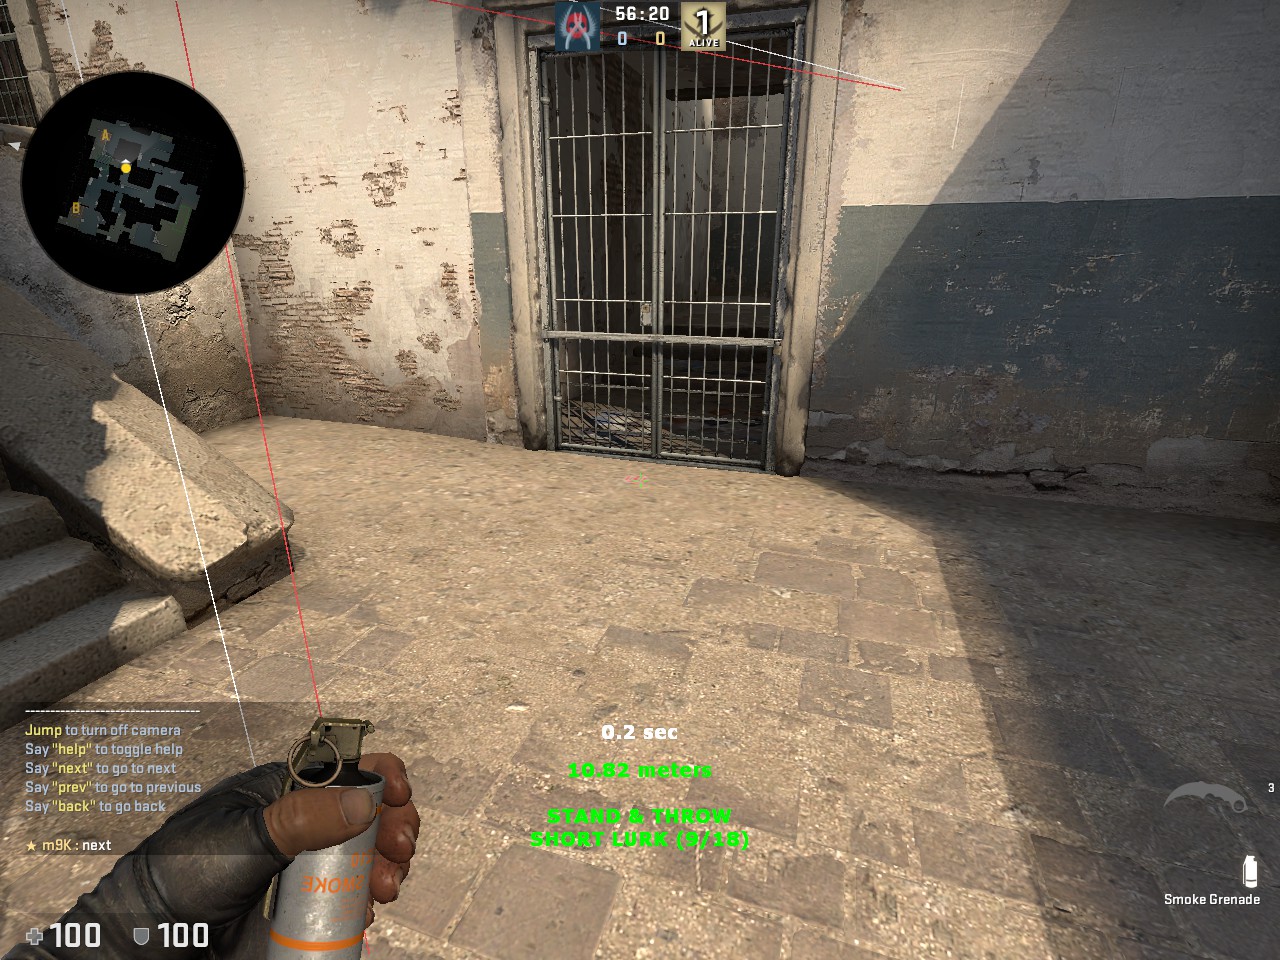 56:20
0 0
1
ALIVE
A
B
Jump to turn off camera
Say "help" to toggle help
Say "next" to go to next
Say "prev" to go to previous
Say "back" to go back
★ m9K : next
0.2 sec
10.82 meters
STAND & THROW
SHORT LURK (9/18)
3
Smoke Grenade
SMOKE
100 100